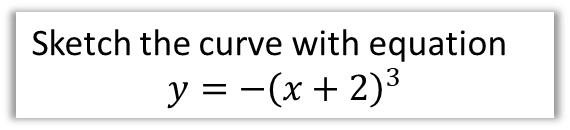 Sketch the curve with equation
y = −(x + 2)³